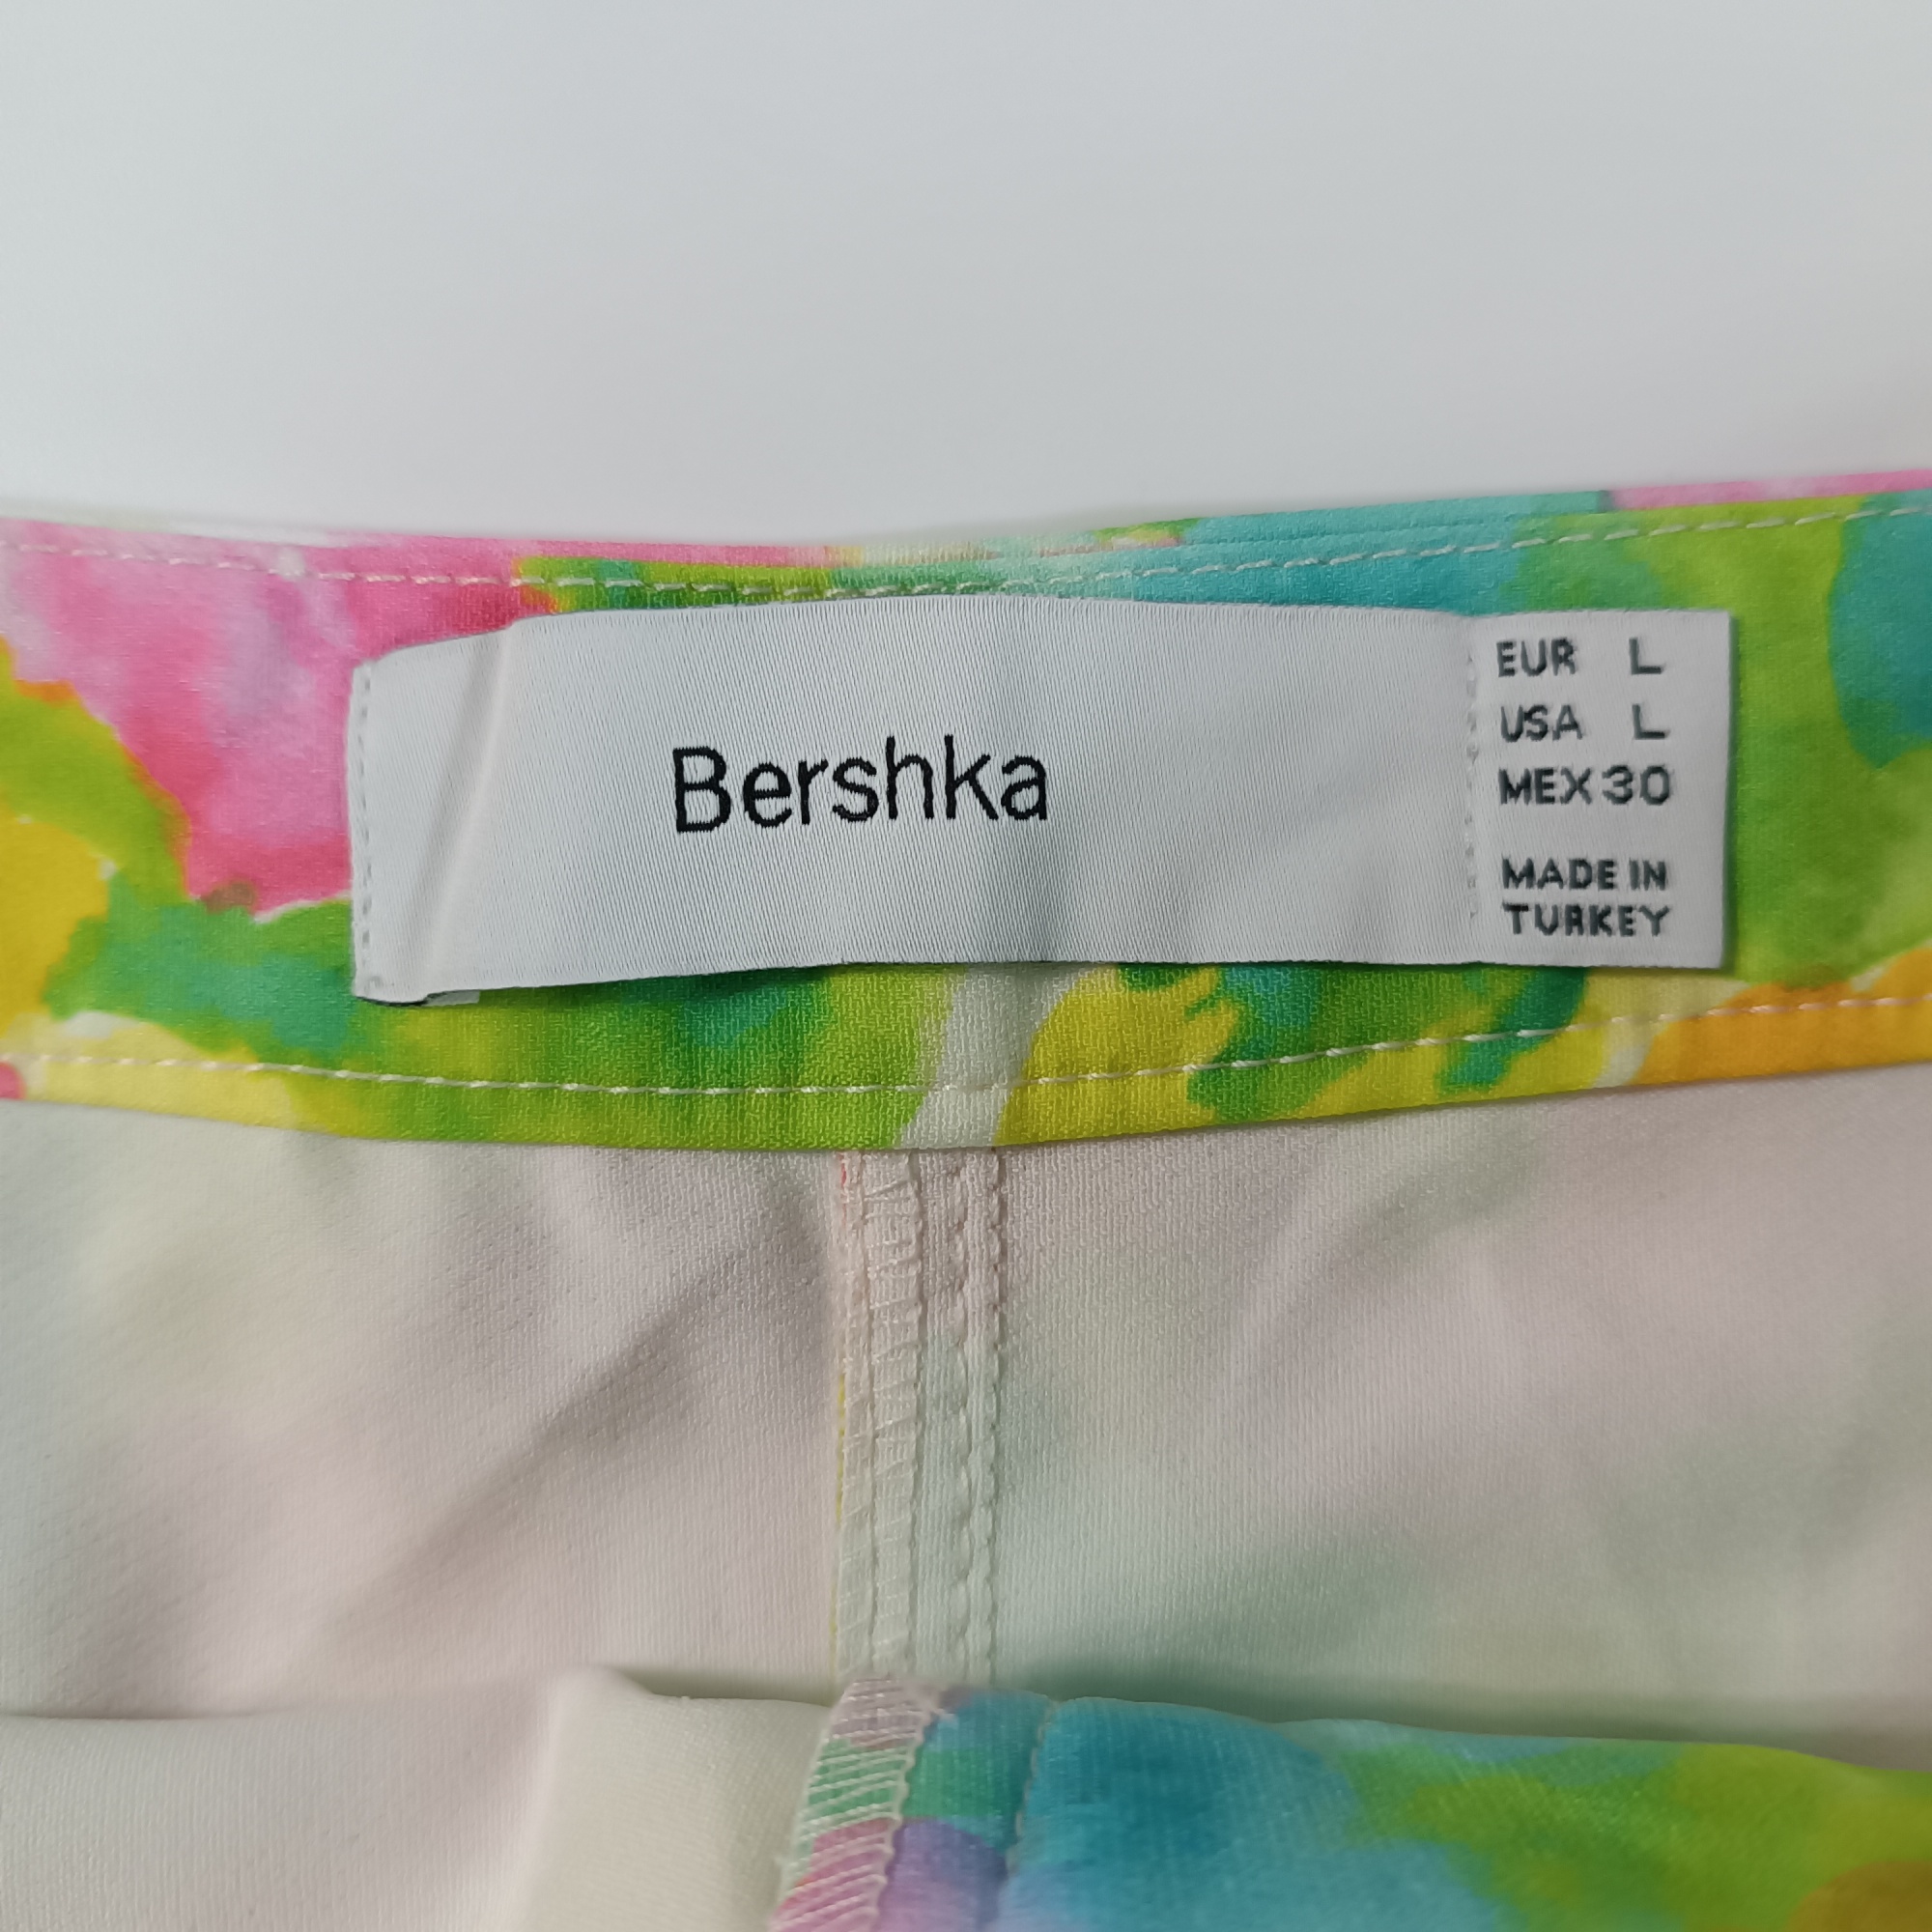 Bershka
EUR L
USA L
MEX 30
MADE IN
TURKEY